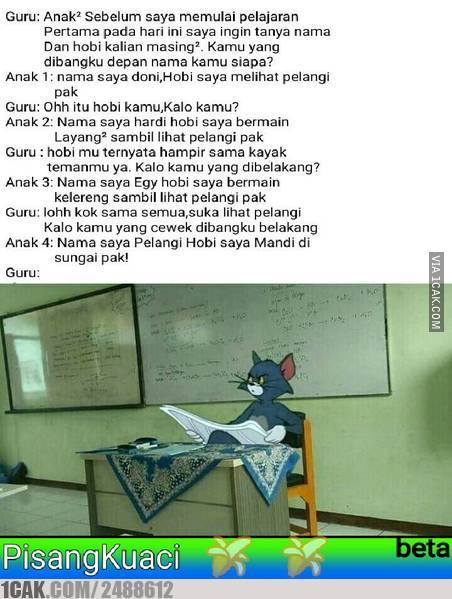 Guru: Anak² Sebelum saya memulai pelajaran
Pertama pada hari ini saya ingin tanya nama
Dan hobi kalian masing². Kamu yang
dibangku depan nama kamu siapa?
Anak 1: nama saya doni,Hobi saya melihat pelangi
pak
Guru: Ohh itu hobi kamu,Kalo kamu?
Anak 2: Nama saya hardi hobi saya bermain
Layang² sambil lihat pelangi pak
Guru : hobi mu ternyata hampir sama kayak
temanmu ya. Kalo kamu yang dibelakang?
Anak 3: Nama saya Egy hobi saya bermain
kelereng sambil lihat pelangi pak
Guru: lohh kok sama semua,suka lihat pelangi
Kalo kamu yang cewek dibangku belakang
Anak 4: Nama saya Pelangi Hobi saya Mandi di
sungai pak!
Guru:
VIA 1CAK.COM
PisangKuaci
beta
1CAK.COM/2488612